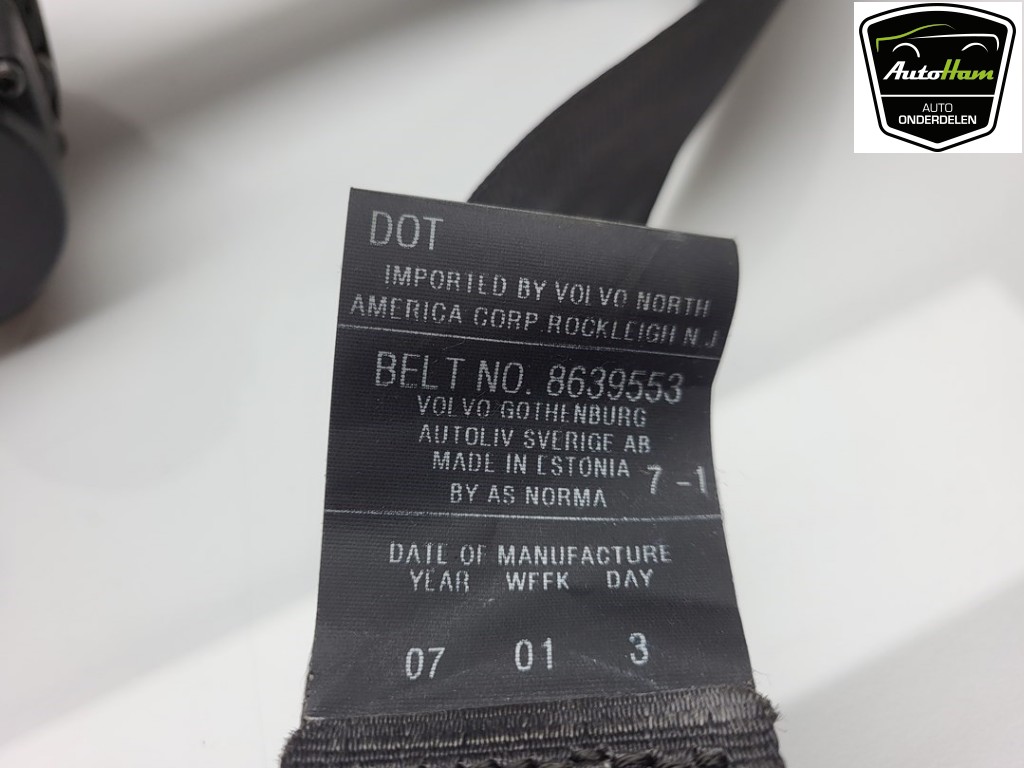 AutoHam
AUTO
ONDERDELEN
DOT
IMPORTED BY VOLVO NORTH
AMERICA CORP. ROCKLEIGH N J
BELT NO. 8639553
VOLVO GOTHENBURG
AUTOLIV SVERIGE AB
MADE IN ESTONIA 7-1
BY AS NORMA
DATE OF MANUFACTURE
YEAR WEEK DAY
07 01 3